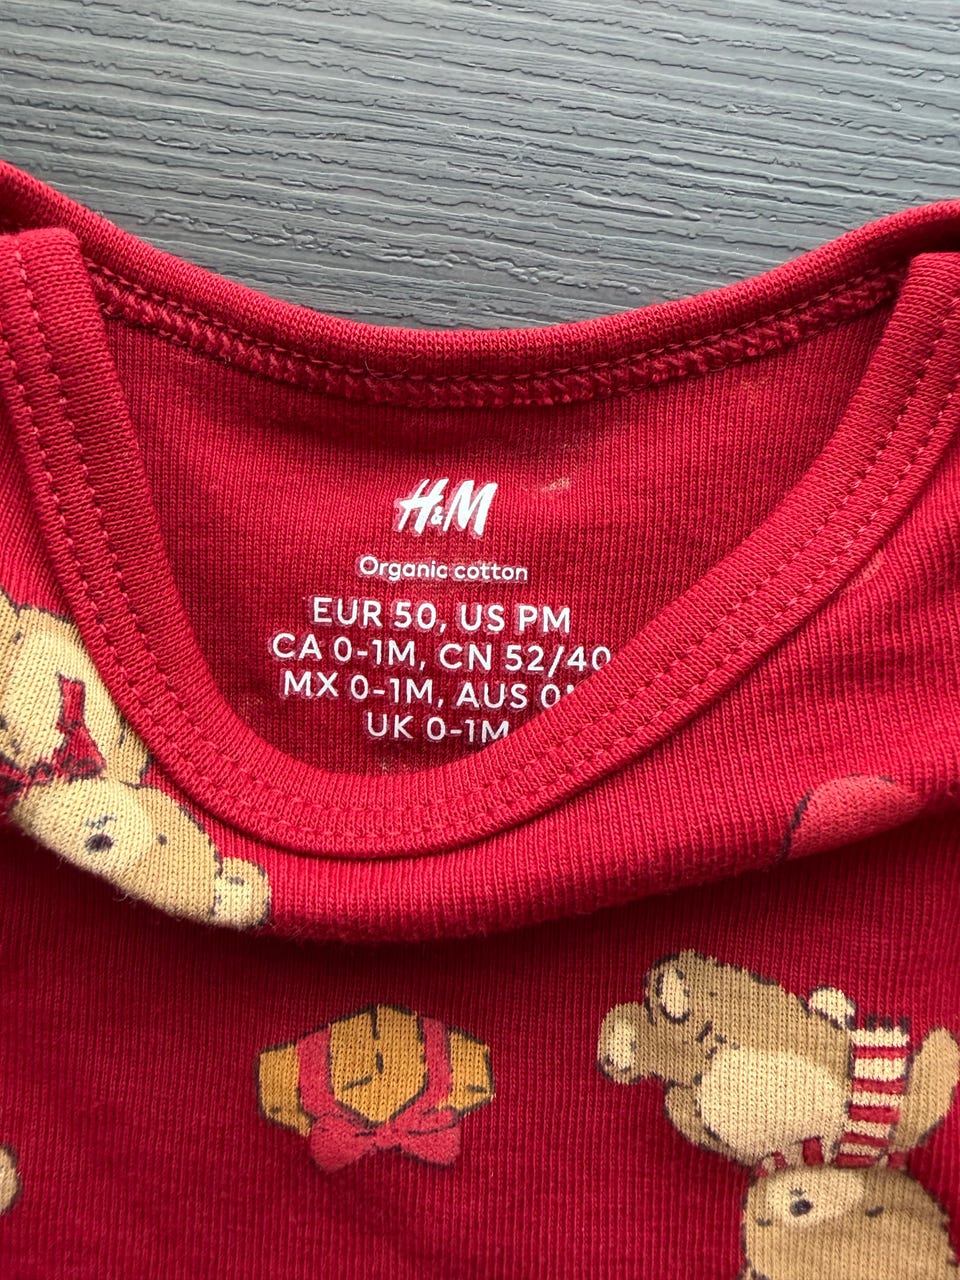 H&M
Organic cotton
EUR 50, US PM
CA 0-1M, CN 52/40
MX 0-1M, AUS
UK 0-1M